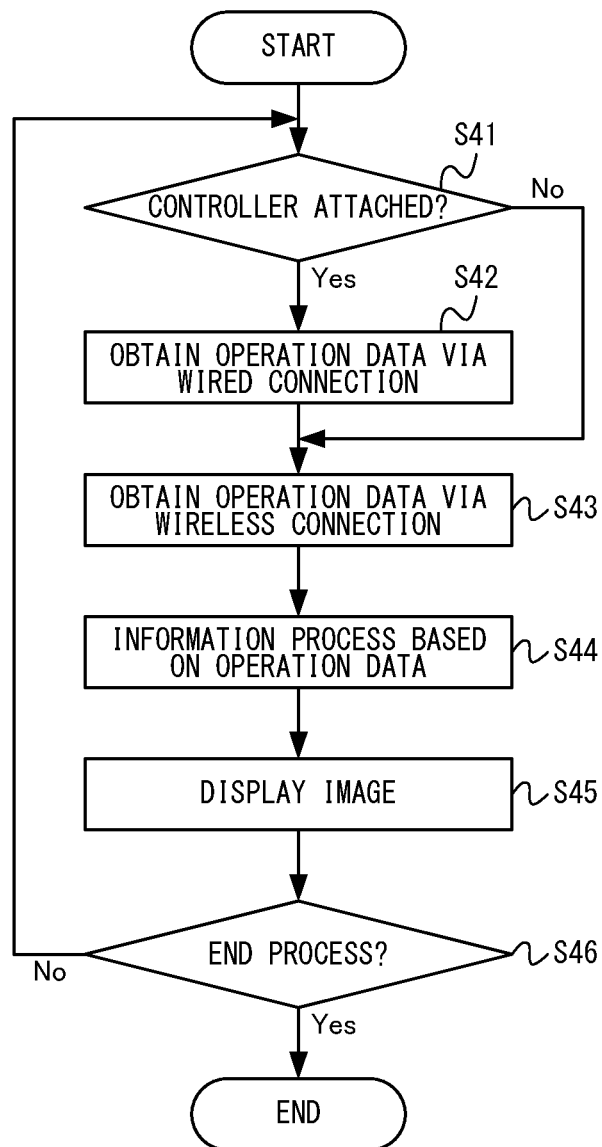 START
S41
CONTROLLER ATTACHED?
No
Yes
S42
OBTAIN OPERATION DATA VIA
WIRED CONNECTION
OBTAIN OPERATION DATA VIA
WIRELESS CONNECTION
S43
INFORMATION PROCESS BASED
ON OPERATION DATA
S44
DISPLAY IMAGE
S45
END PROCESS?
S46
No
Yes
END